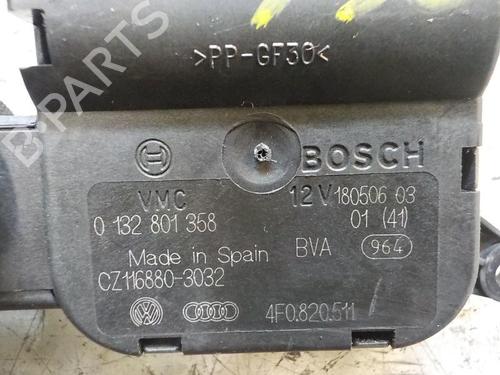 >PP-GF30<
B-PARTS
BOSCH
VMC 12V 180506 03
0 132 801 358 01 (41)
Made in Spain BVA 964
CZ116880-3032
4F0.820.511